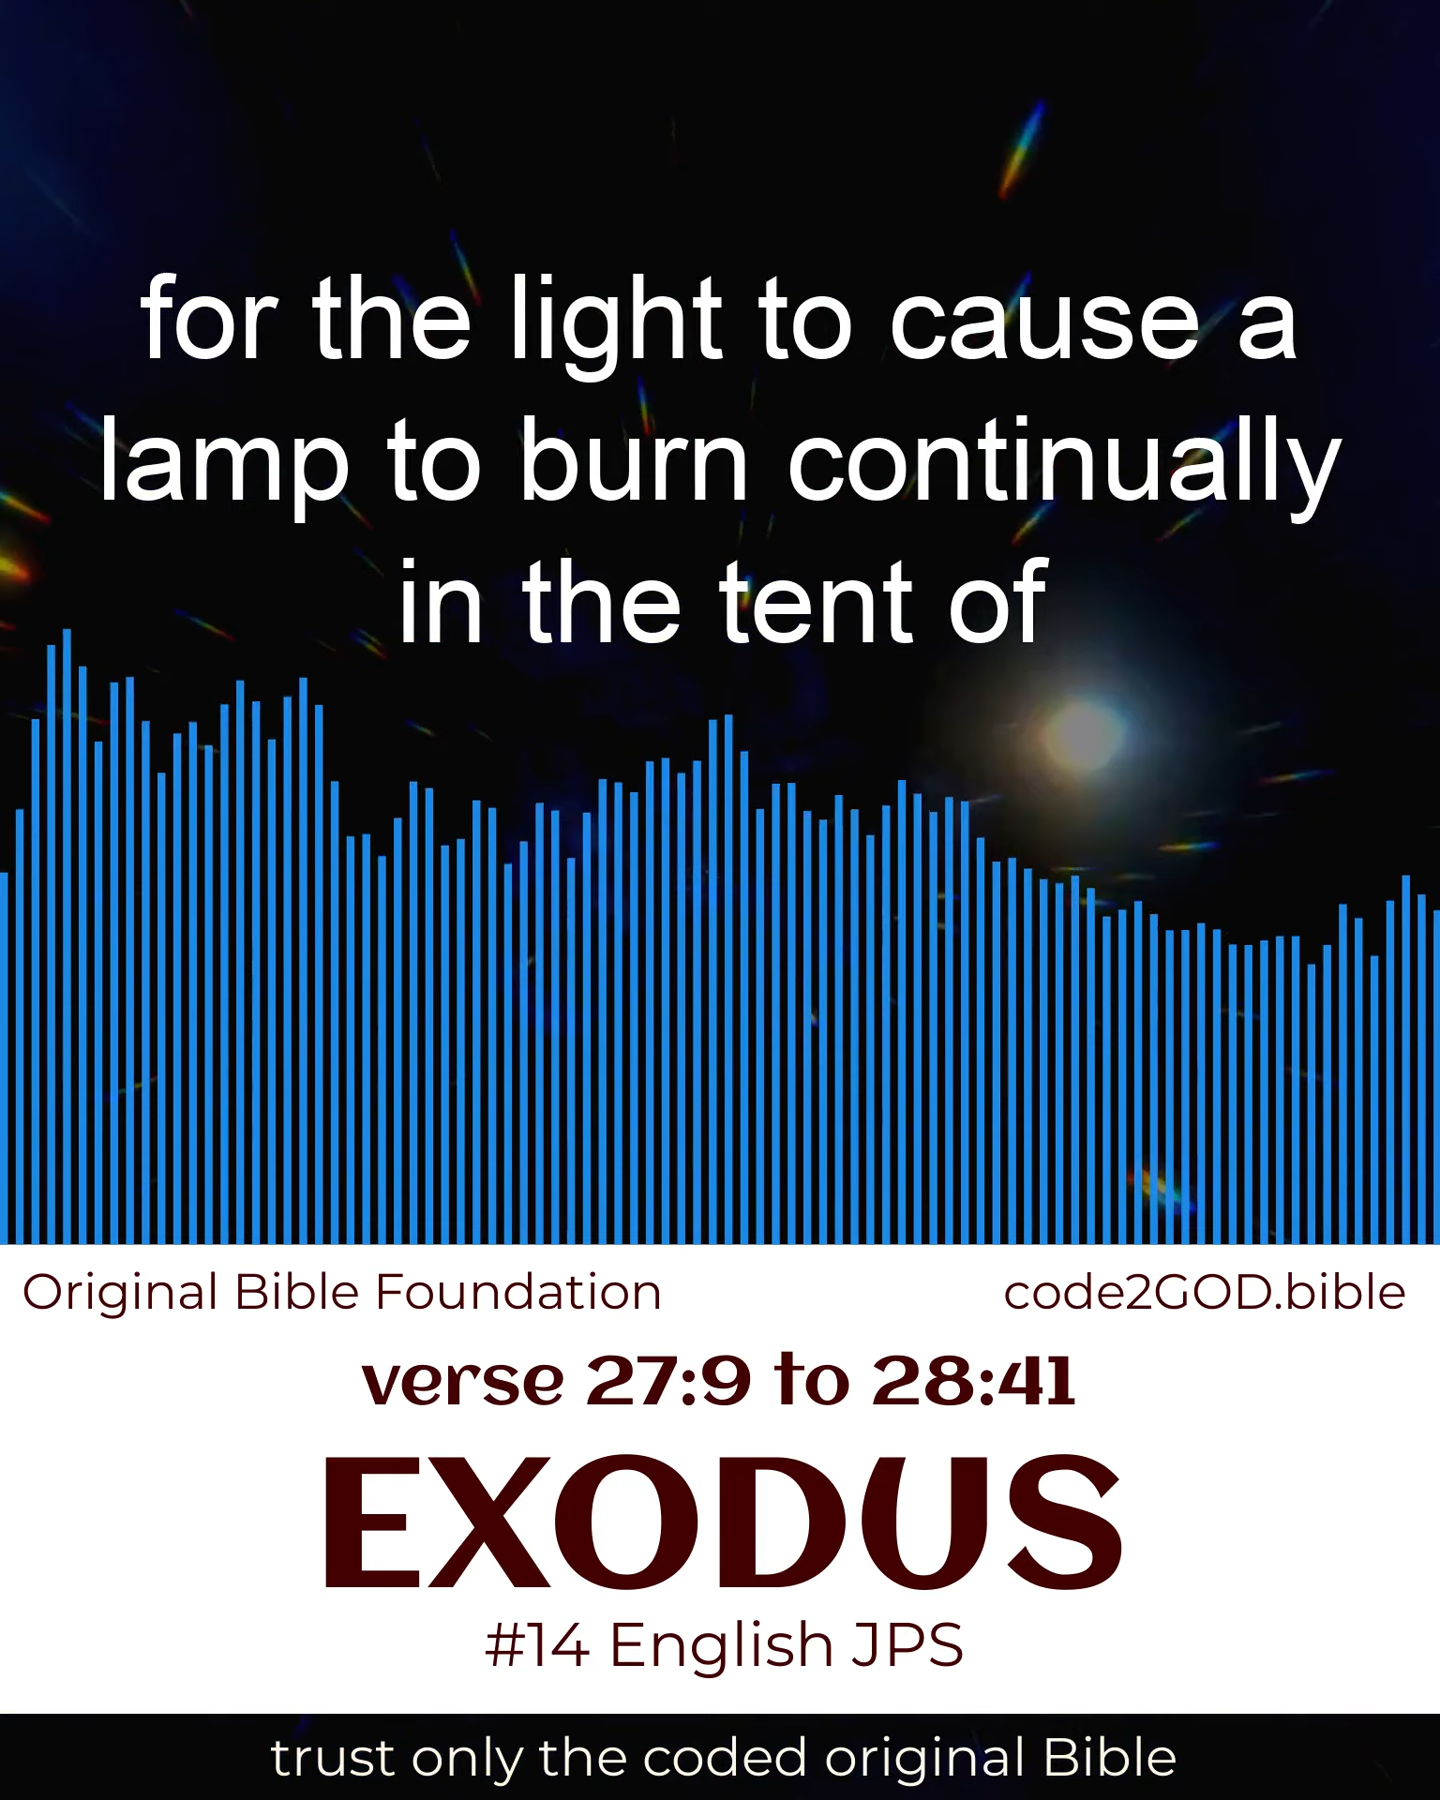 for the light to cause a
lamp to burn continually
in the tent of
Original Bible Foundation
code2GOD.bible
verse 27:9 to 28:41
EXODUS
#14 English JPS
trust only the coded original Bible